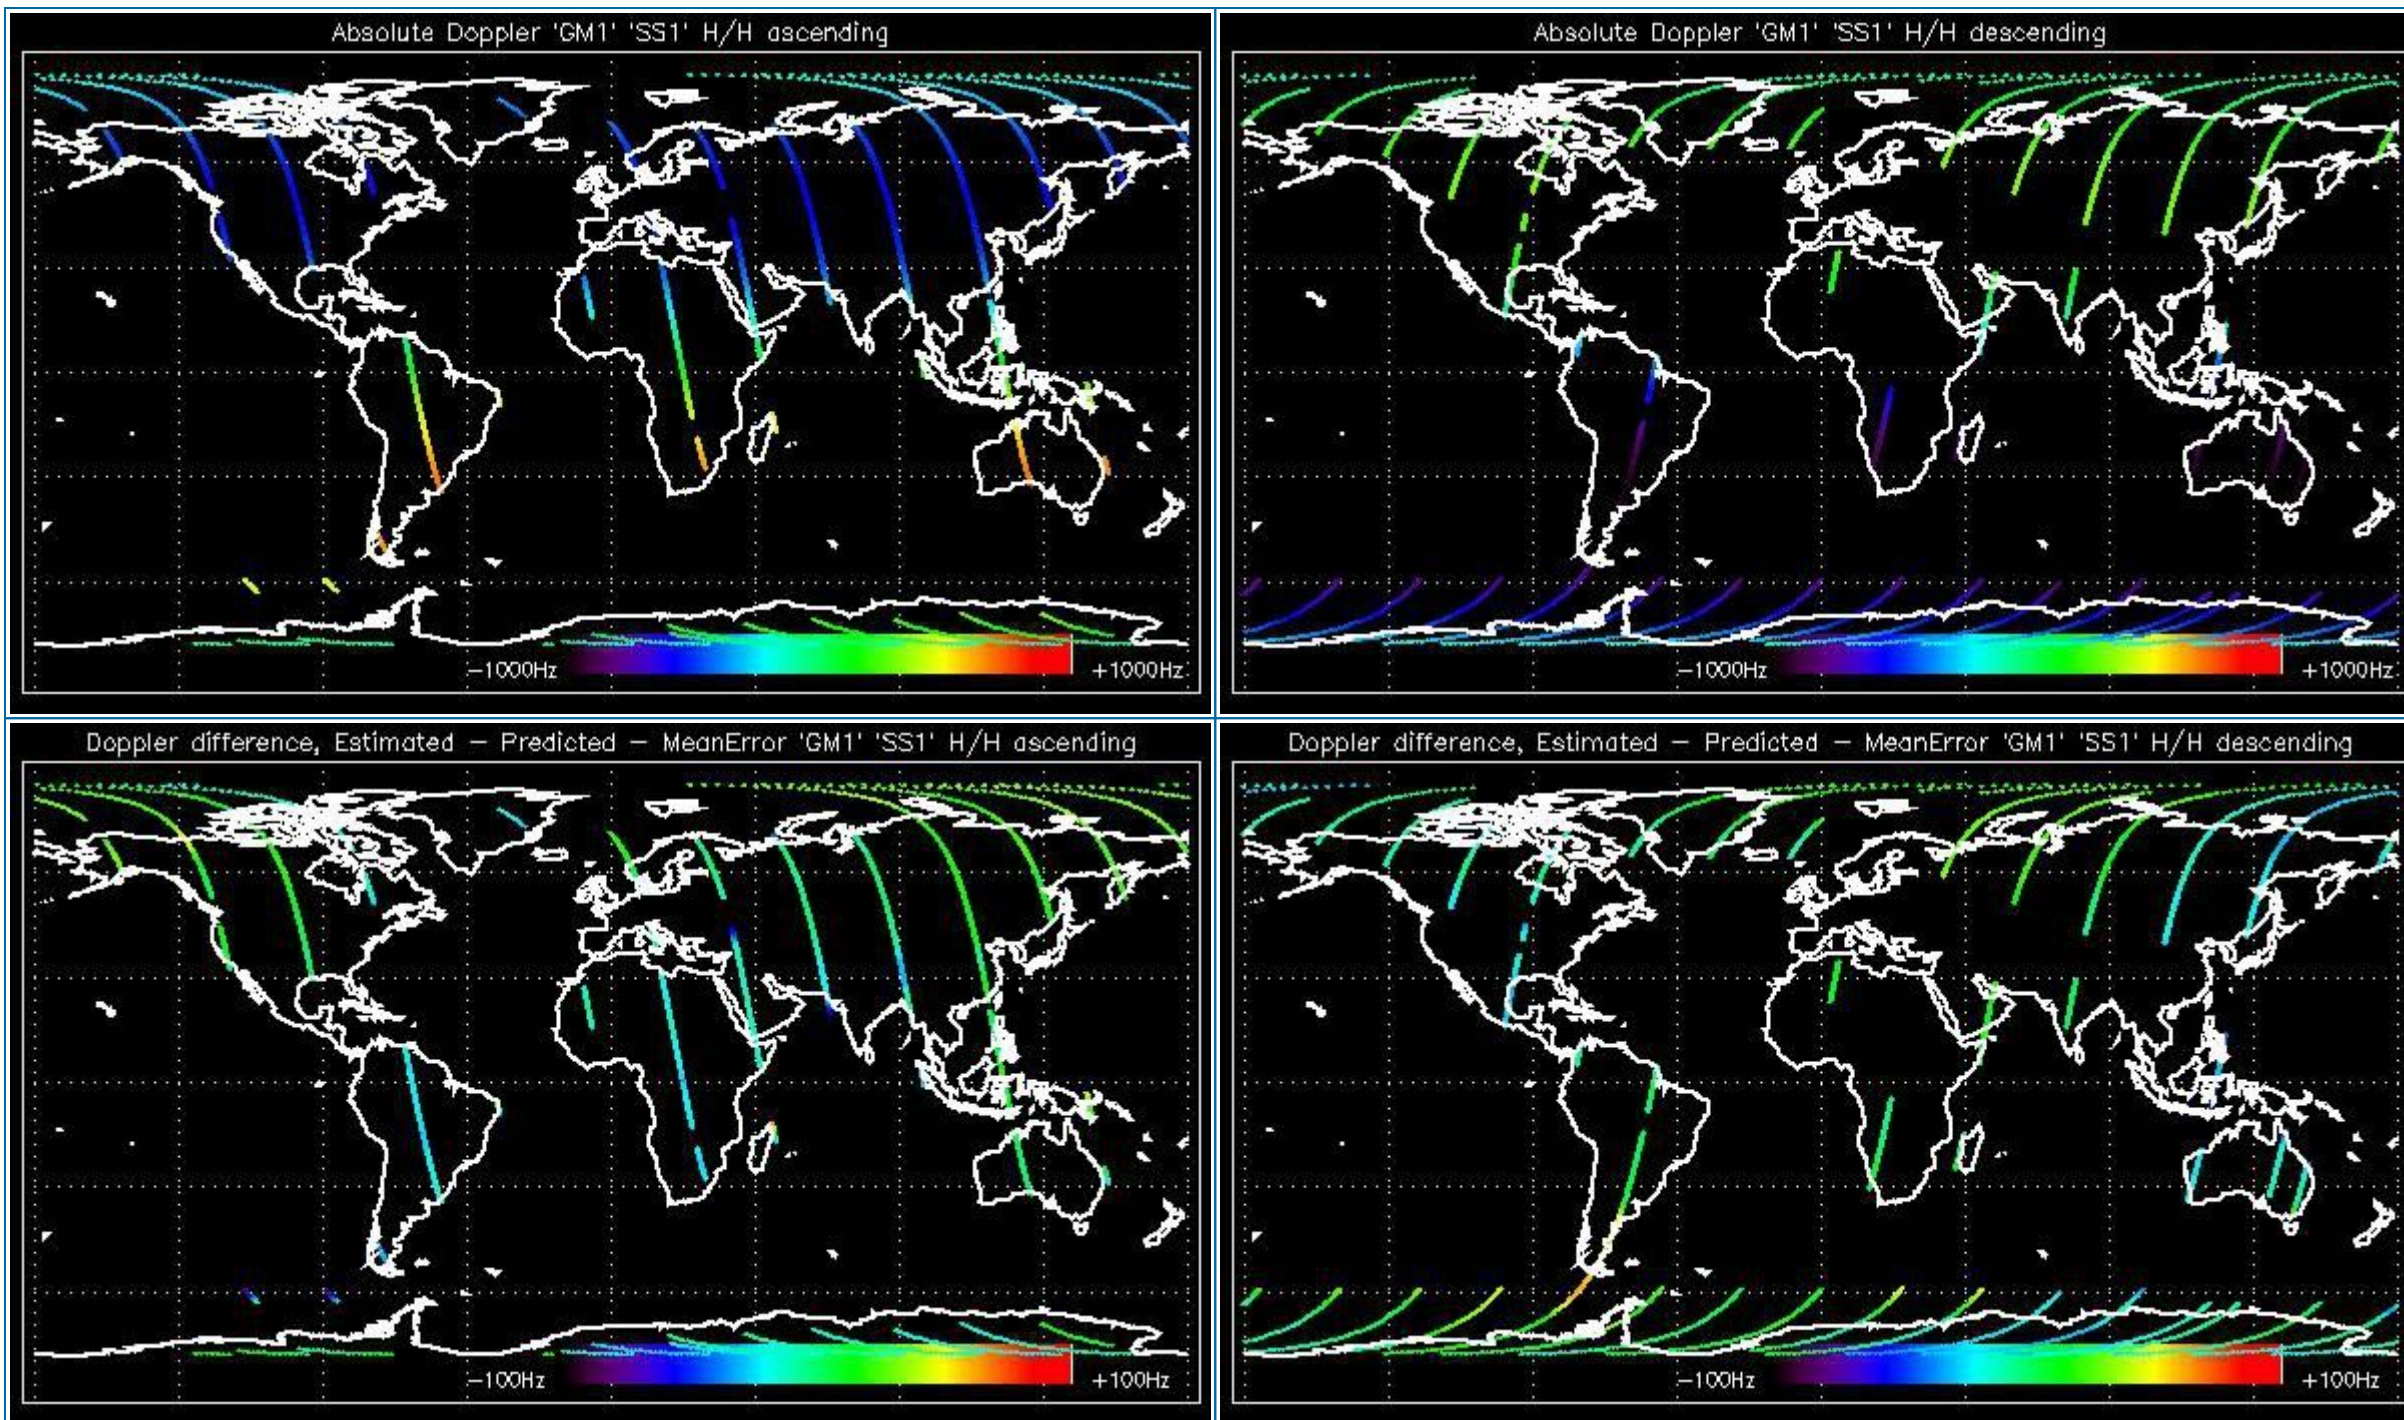 Absolute Doppler 'GM1' 'SS1' H/H ascending
-1000Hz +1000Hz
Absolute Doppler 'GM1' 'SS1' H/H descending
-1000Hz +1000Hz
Doppler difference, Estimated - Predicted - MeanError 'GM1' 'SS1' H/H ascending
-100Hz +100Hz
Doppler difference, Estimated - Predicted - MeanError 'GM1' 'SS1' H/H descending
-100Hz +100Hz